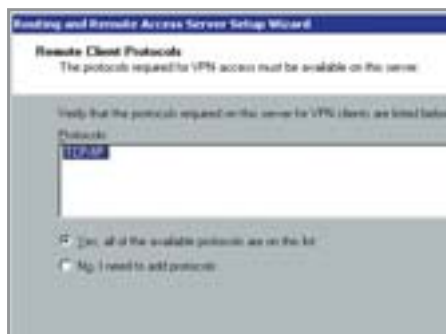 Routing and Remote Access Server Setup Wizard
Remote Client Protocols
The protocols required for VPN access must be available on this server.
Verify that the protocols required on this server for VPN clients are listed below
Protocols:
TCP/IP
Yes, all of the available protocols are on this list
No, I need to add protocols